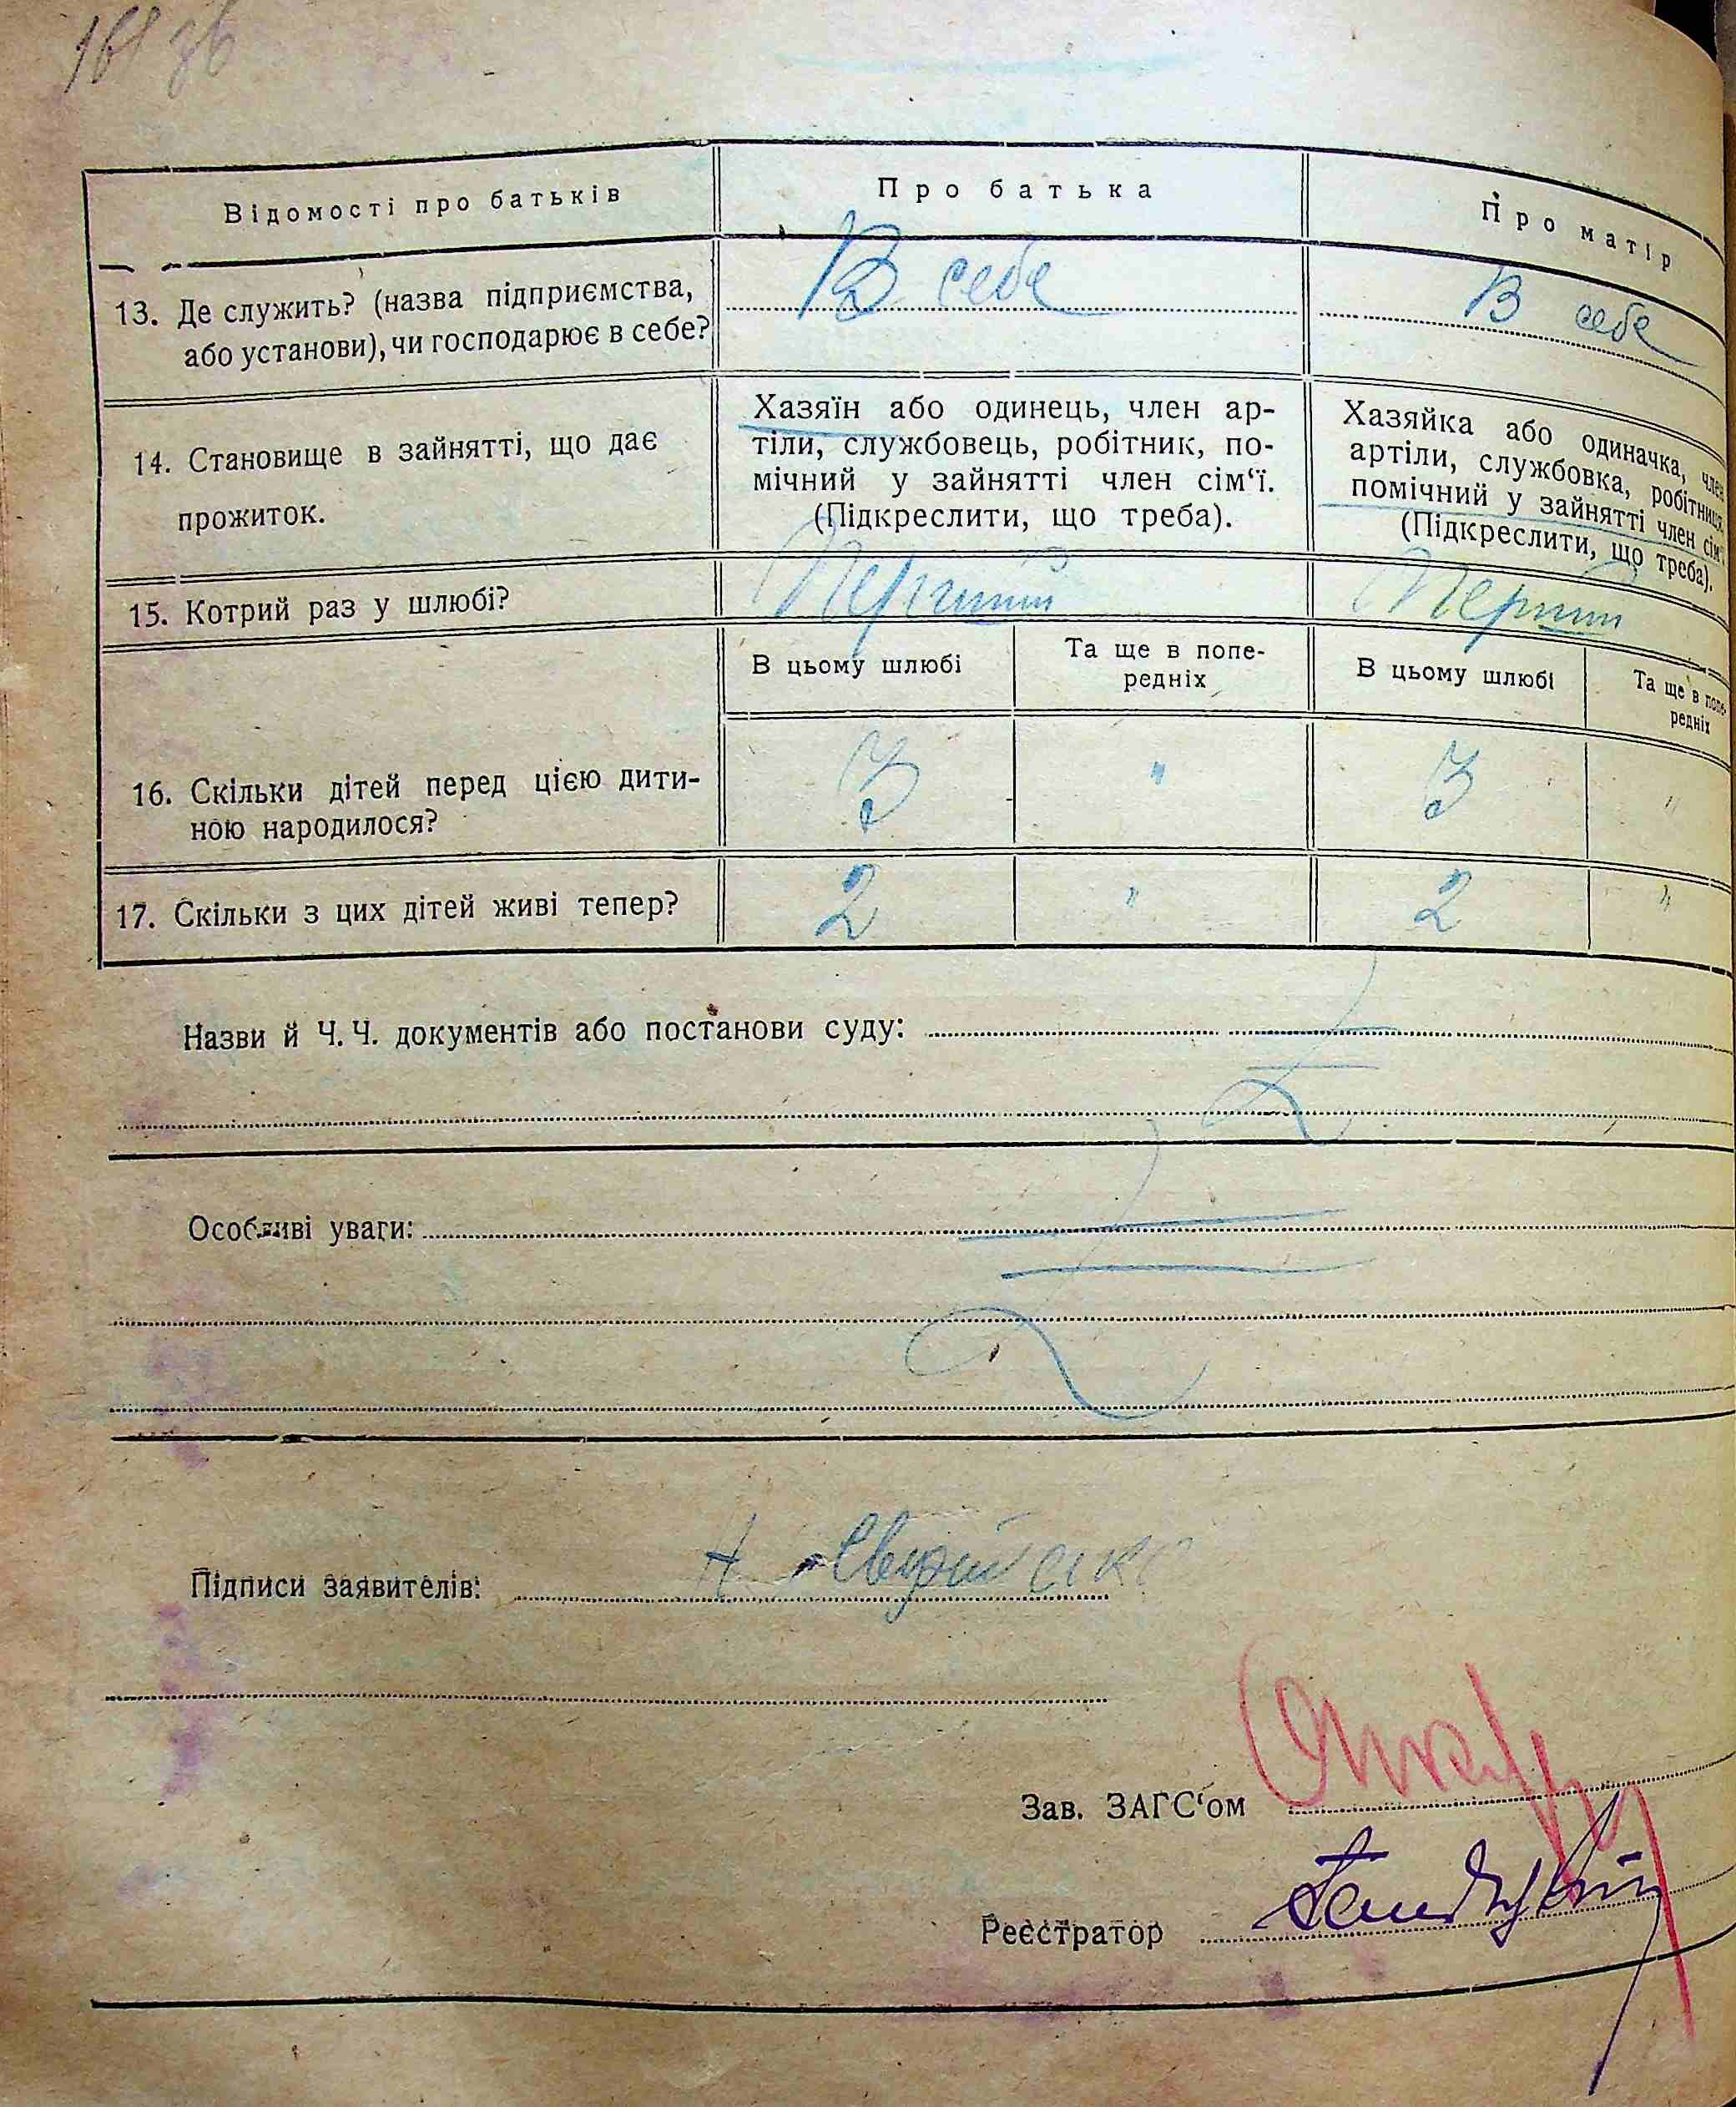 Відомості про батьків
Про батька
Про матір
13. Де служить? (назва підприємства, або установи), чи господарює в себе?
В себе
В себе
14. Становище в зайнятті, що дає
прожиток.
Хазяїн або одинець, член ар-
тіли, службовець, робітник, по-
мічний у зайнятті член сім‘ї.
(Підкреслити, що треба).
Хазяйка або одиначка, член
артіли, службовка, робітниця,
помічний у зайнятті член сім‘ї
(Підкреслити, що треба).
15. Котрий раз у шлюбі?
Перший
Перший
В цьому шлюбі
Та ще в попе-
редніх
В цьому шлюбі
Та ще в попе-
редніх
16. Скільки дітей перед цією дити-
ною народилося?
3
"
3
"
17. Скільки з цих дітей живі тепер?
2
"
2
"
Назви й Ч. Ч. документів або постанови суду:
Особливі уваги:
Підписи заявителів:
Зав. ЗАГС‘ом
Реєстратор